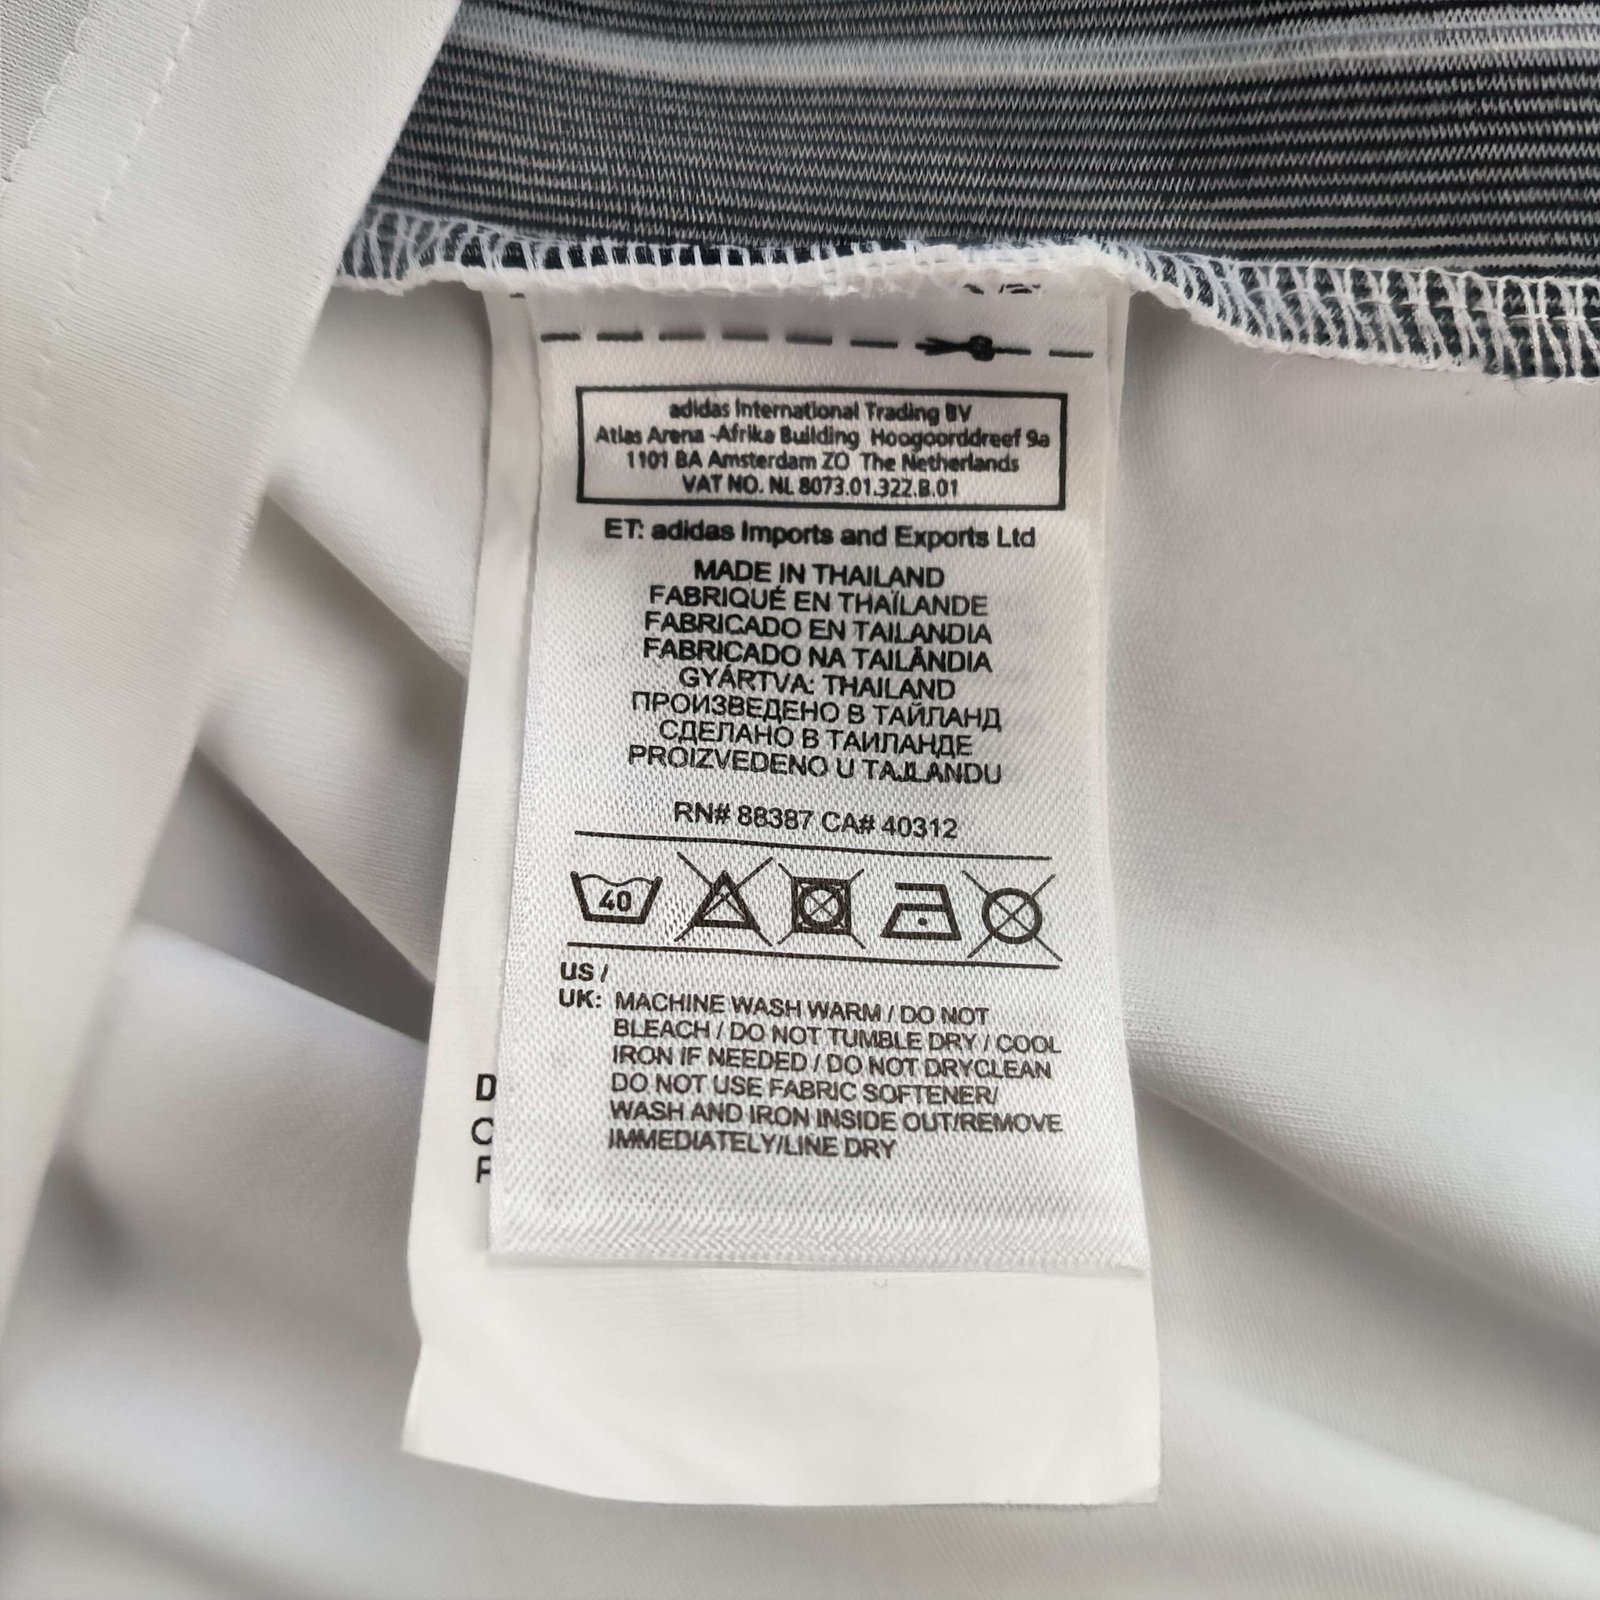 adidas International Trading BV
Atlas Arena -Afrika Building Hoogoorddreef 9a
1101 BA Amsterdam ZO The Netherlands
VAT NO. NL 8073.01.322.B.01
ET: adidas Imports and Exports Ltd
MADE IN THAILAND
FABRIQUÉ EN THAÏLANDE
FABRICADO EN TAILANDIA
FABRICADO NA TAILÂNDIA
GYÁRTVA: THAILAND
ПРОИЗВЕДЕНО В ТАЙЛАНД
СДЕЛАНО В ТАИЛАНДЕ
PROIZVEDENO U TAJLANDU
RN# 88387 CA# 40312
40
US /
UK: MACHINE WASH WARM / DO NOT
BLEACH / DO NOT TUMBLE DRY / COOL
IRON IF NEEDED / DO NOT DRYCLEAN
DO NOT USE FABRIC SOFTENER/
WASH AND IRON INSIDE OUT/REMOVE
IMMEDIATELY/LINE DRY